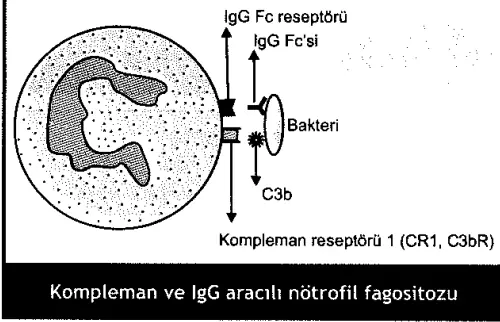 IgG Fc reseptörü
IgG Fc'si
Bakteri
C3b
Kompleman reseptörü 1 (CR1, C3bR)
Kompleman ve IgG aracılı nötrofil fagositozu